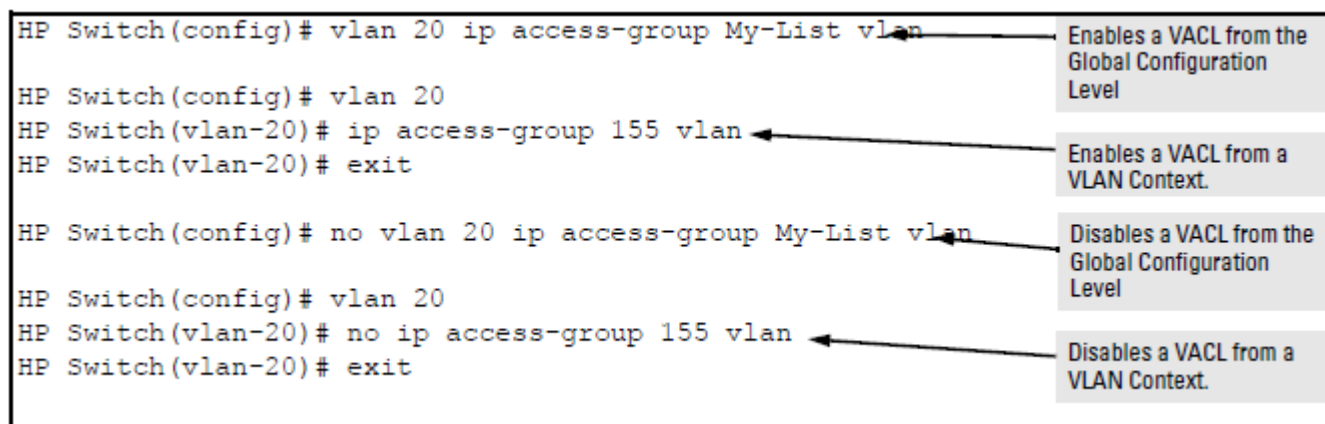 HP Switch(config)# vlan 20 ip access-group My-List vlan
Enables a VACL from the
Global Configuration
Level
HP Switch(config)# vlan 20
HP Switch(vlan-20)# ip access-group 155 vlan
HP Switch(vlan-20)# exit
Enables a VACL from a
VLAN Context.
HP Switch(config)# no vlan 20 ip access-group My-List vlan
Disables a VACL from the
Global Configuration
Level
HP Switch(config)# vlan 20
HP Switch(vlan-20)# no ip access-group 155 vlan
HP Switch(vlan-20)# exit
Disables a VACL from a
VLAN Context.